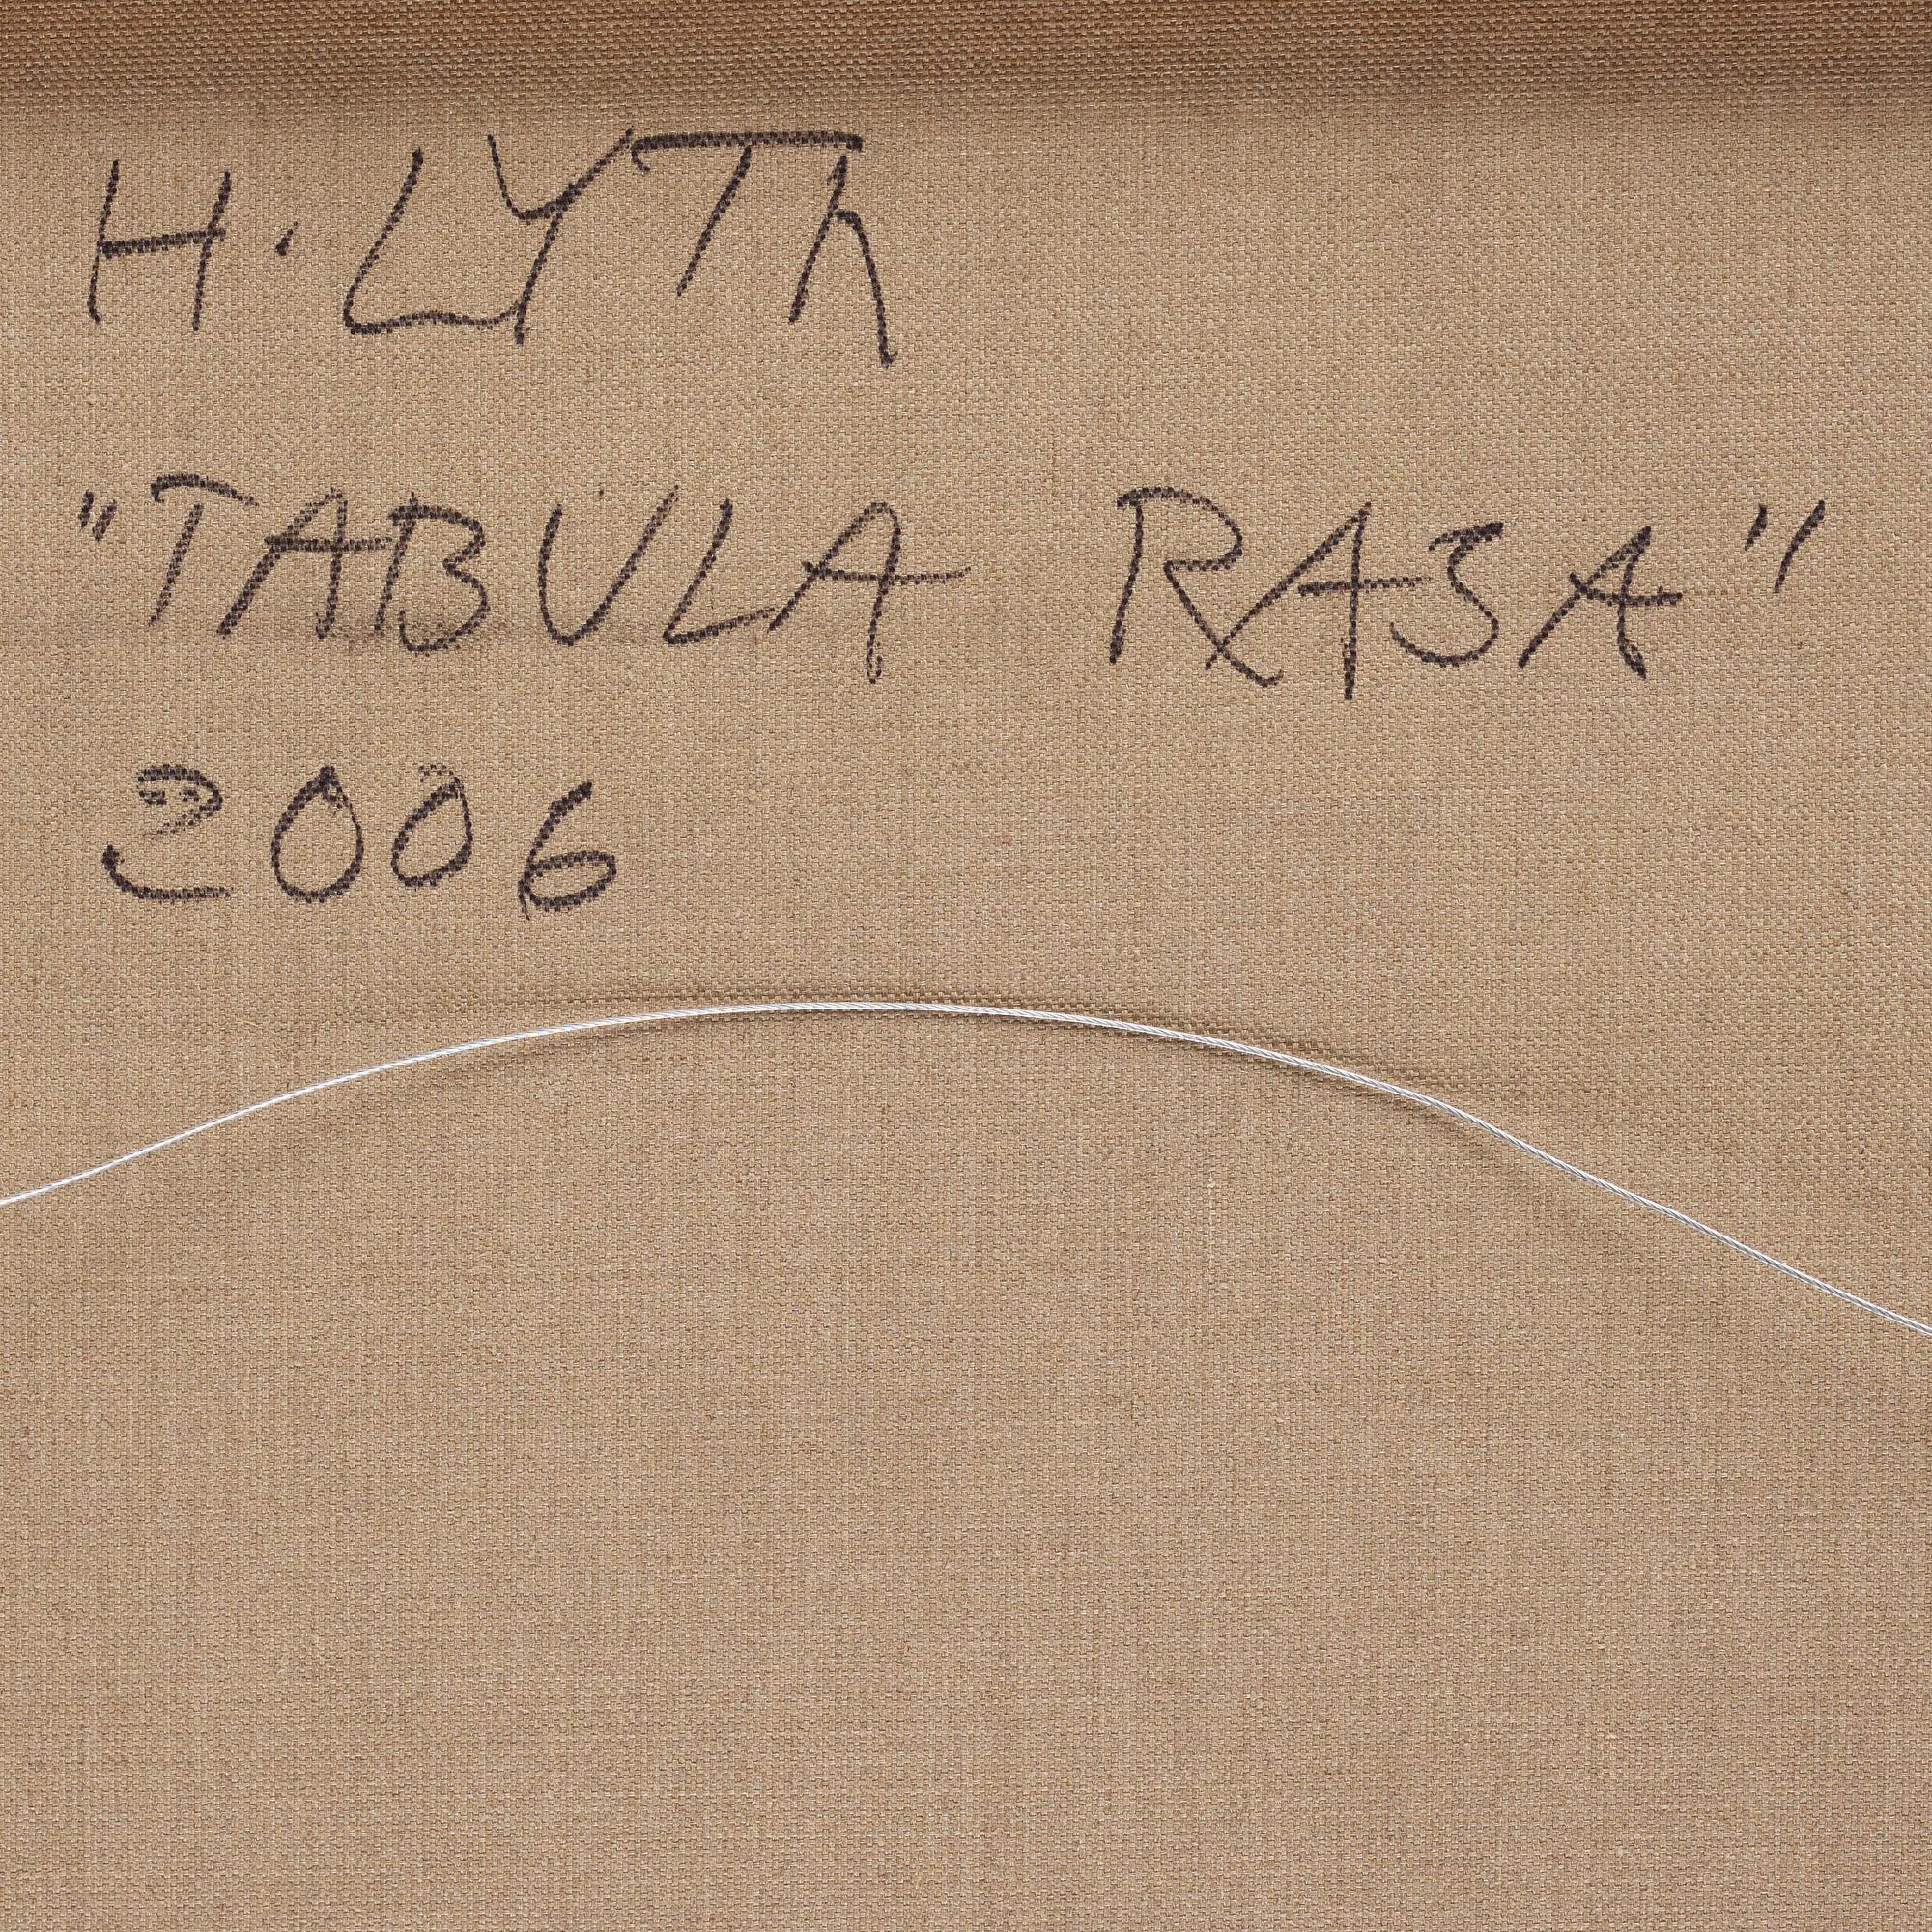 H. LYTh
"TABULA RASA"
2006